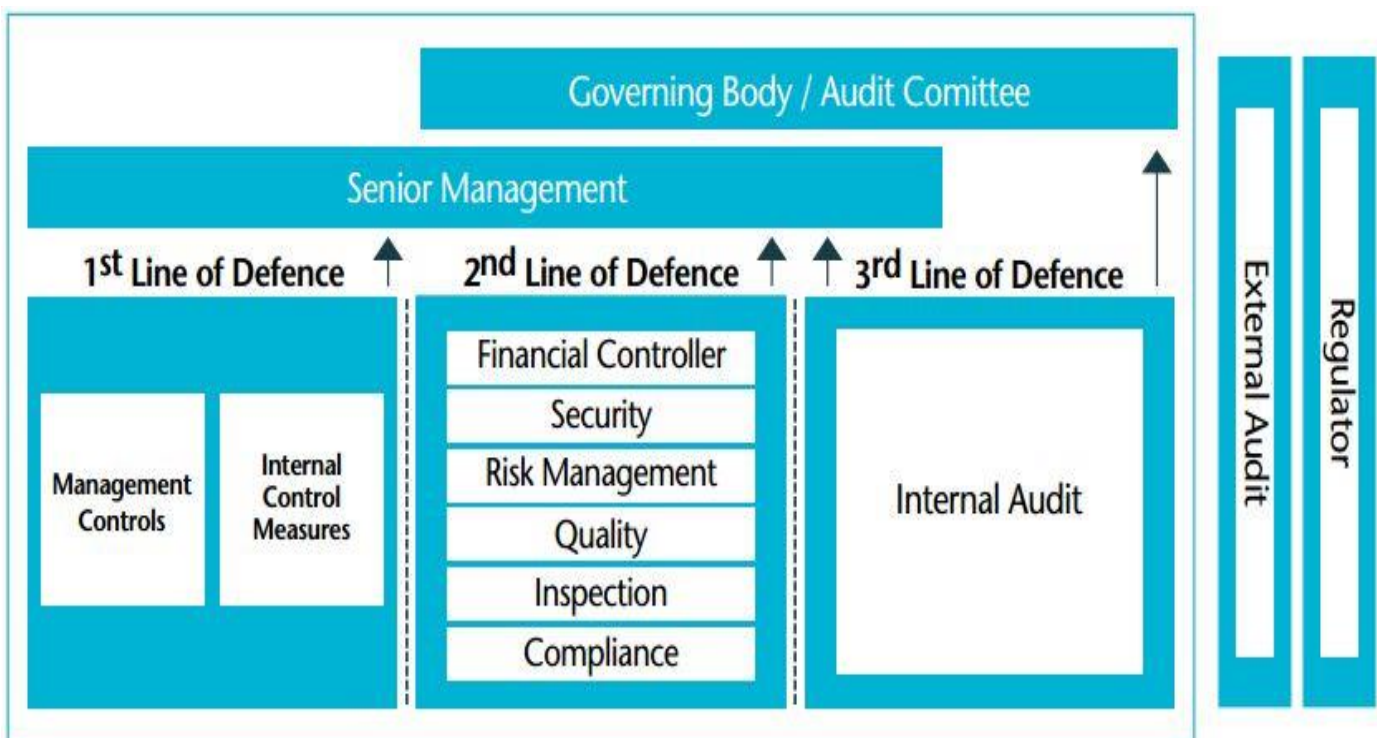 Governing Body / Audit Comittee
Senior Management
1st Line of Defence
2nd Line of Defence
3rd Line of Defence
Management
Controls
Internal
Control
Measures
Financial Controller
Security
Risk Management
Quality
Inspection
Compliance
Internal Audit
External Audit
Regulator